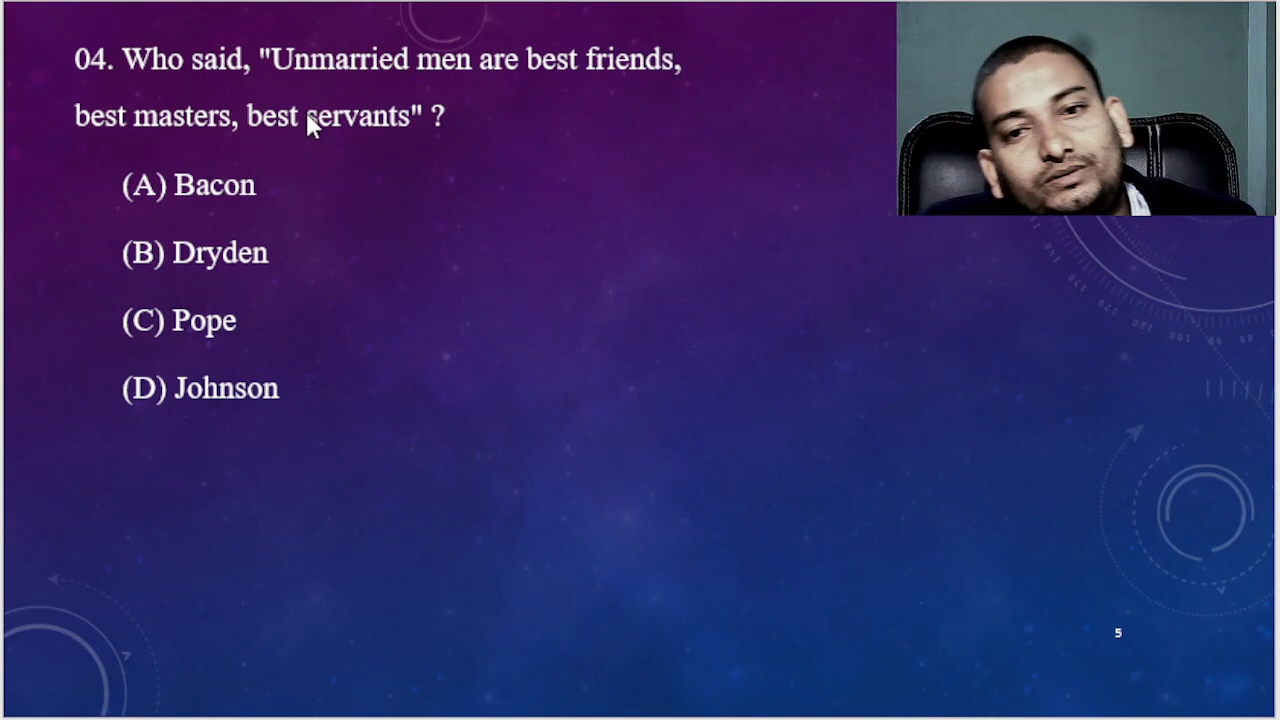 04. Who said, "Unmarried men are best friends,
best masters, best servants" ?
(A) Bacon
(B) Dryden
(C) Pope
(D) Johnson
5